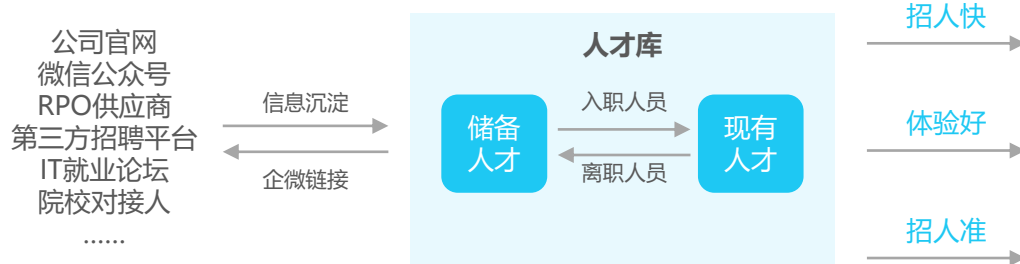 公司官网
微信公众号
RPO供应商
第三方招聘平台
IT就业论坛
院校对接人
......
信息沉淀
企微链接
人才库
储备
人才
入职人员
离职人员
现有
人才
招人快
体验好
招人准